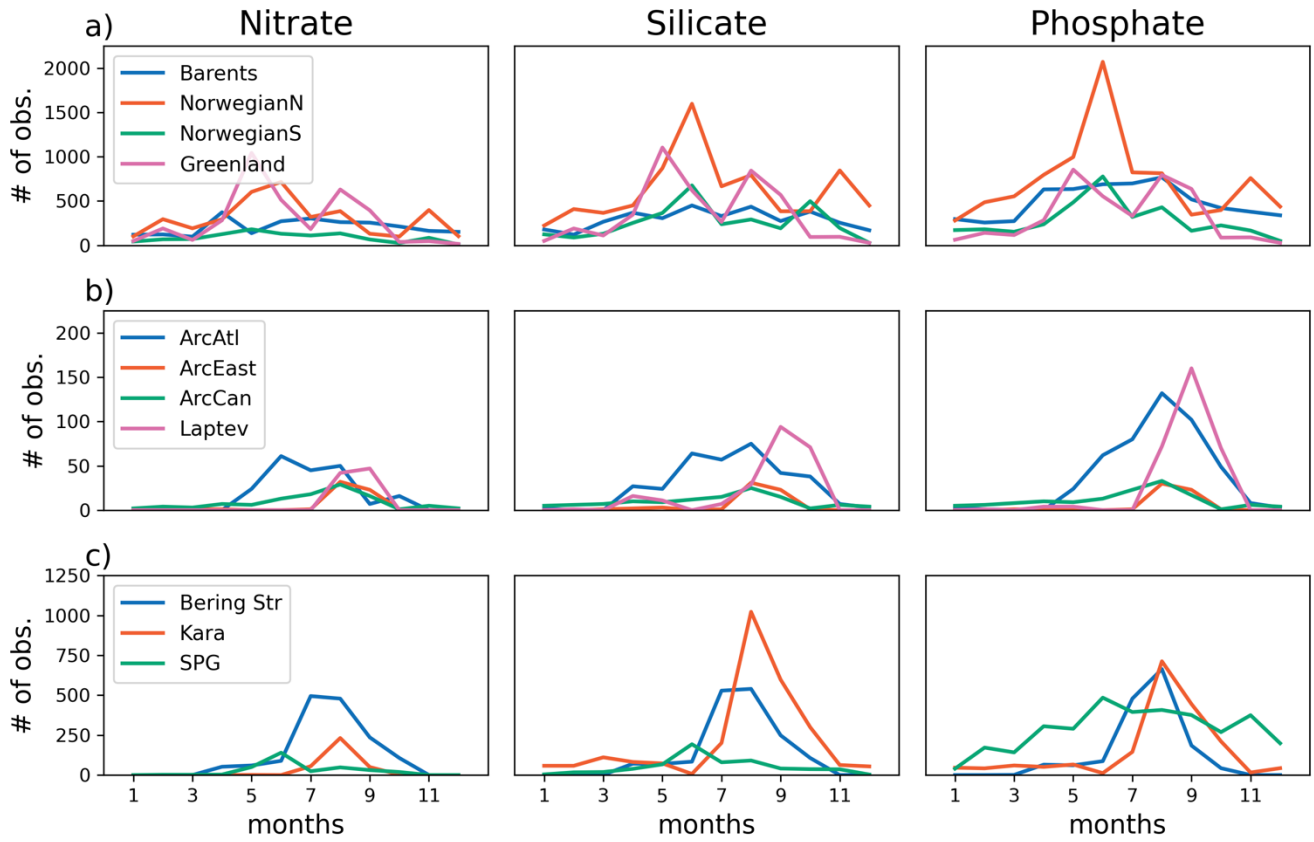 Nitrate Silicate Phosphate
a)
# of obs.
2000
1500
1000
500
0
Barents
NorwegianN
NorwegianS
Greenland
b)
# of obs.
200
150
100
50
0
ArcAtl
ArcEast
ArcCan
Laptev
c)
# of obs.
1250
1000
750
500
250
0
Bering Str
Kara
SPG
1 3 5 7 9 11 1 3 5 7 9 11 1 3 5 7 9 11
months months months